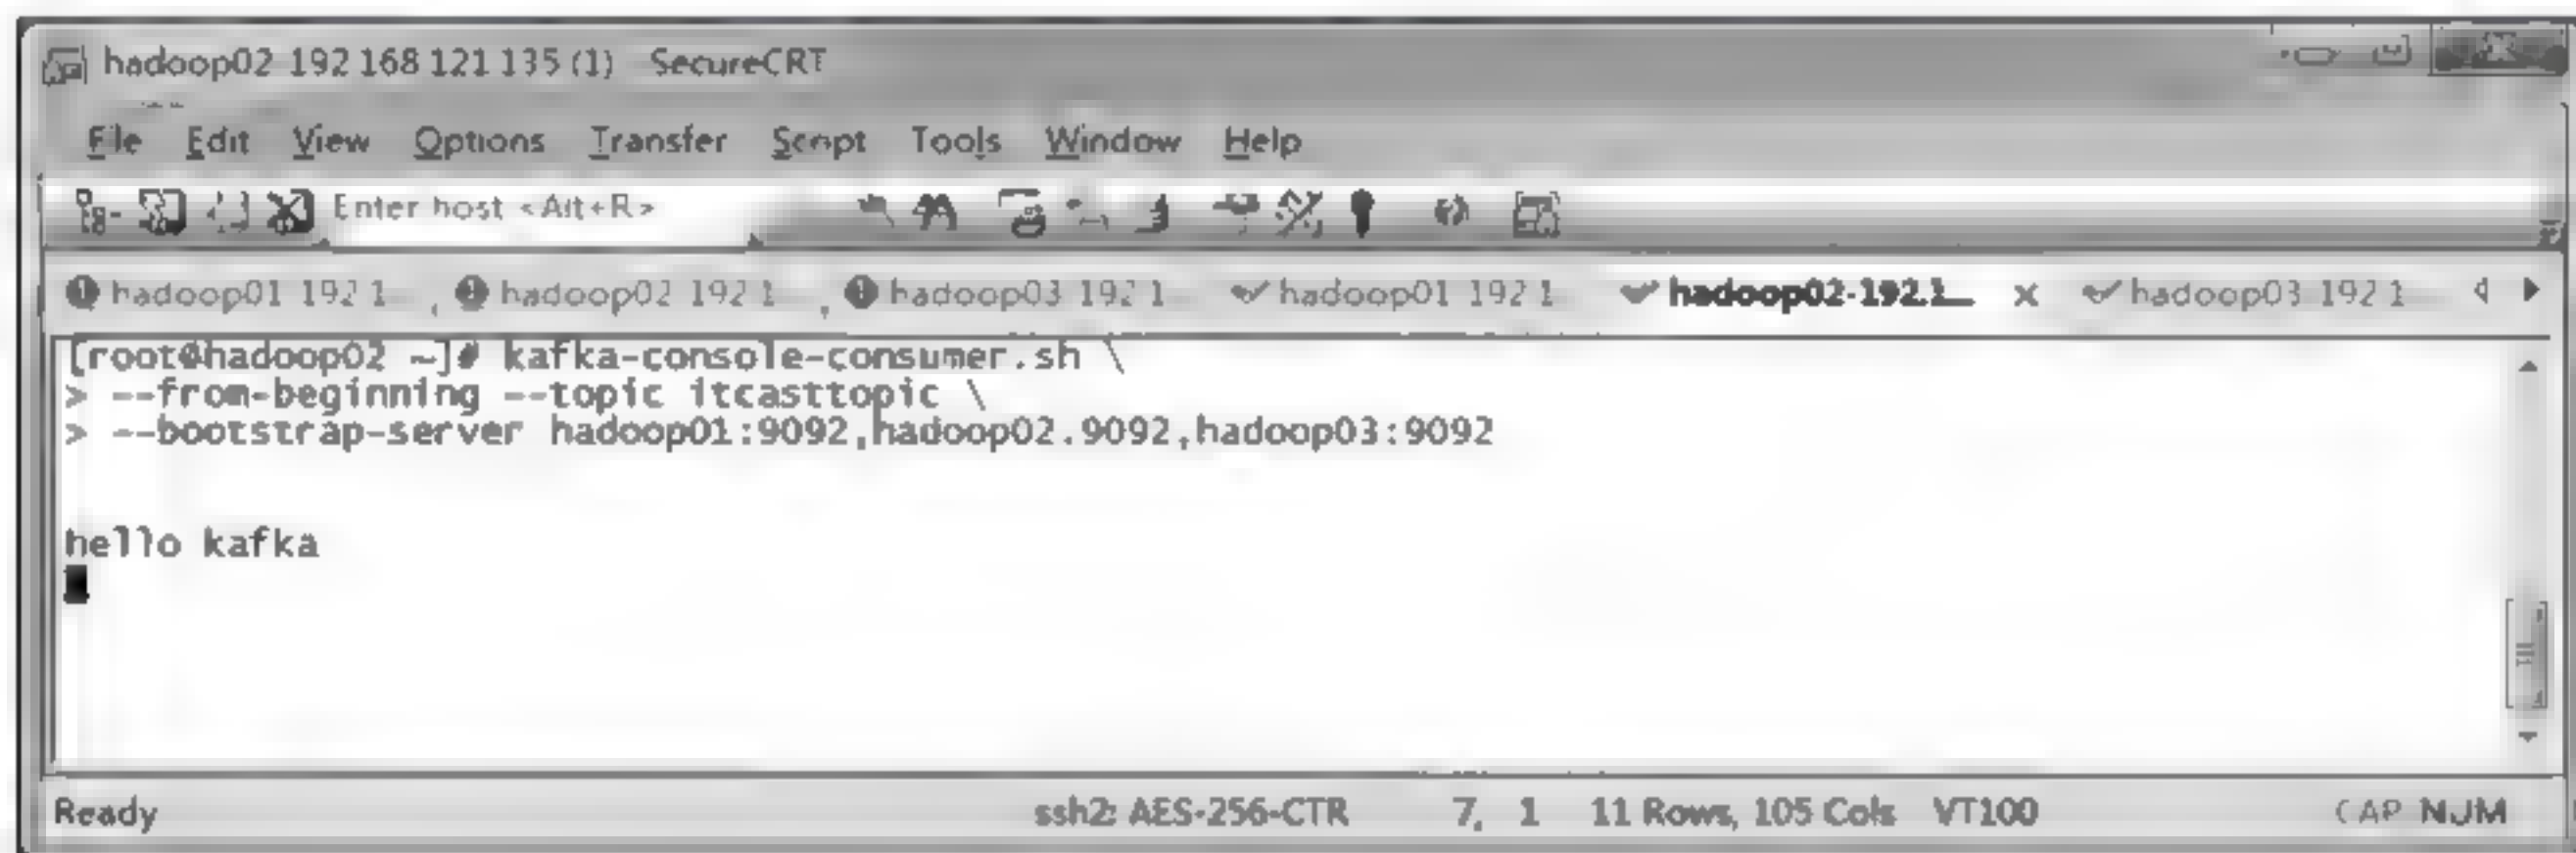 hadoop02 192 168 121 135 (1) SecureCRT
File Edit View Options Transfer Script Tools Window Help
Enter host <Alt+R>
hadoop01 192 1 hadoop02 192 1 hadoop03 192 1 hadoop01 192 1 hadoop02-192.1... hadoop03 192 1
[root@hadoop02 ~]# kafka-console-consumer.sh \
> --from-beginning --topic itcasttopic \
> --bootstrap-server hadoop01:9092,hadoop02.9092,hadoop03:9092
hello kafka
Ready ssh2: AES-256-CTR 7, 1 11 Rows, 105 Cols VT100 CAP NUM